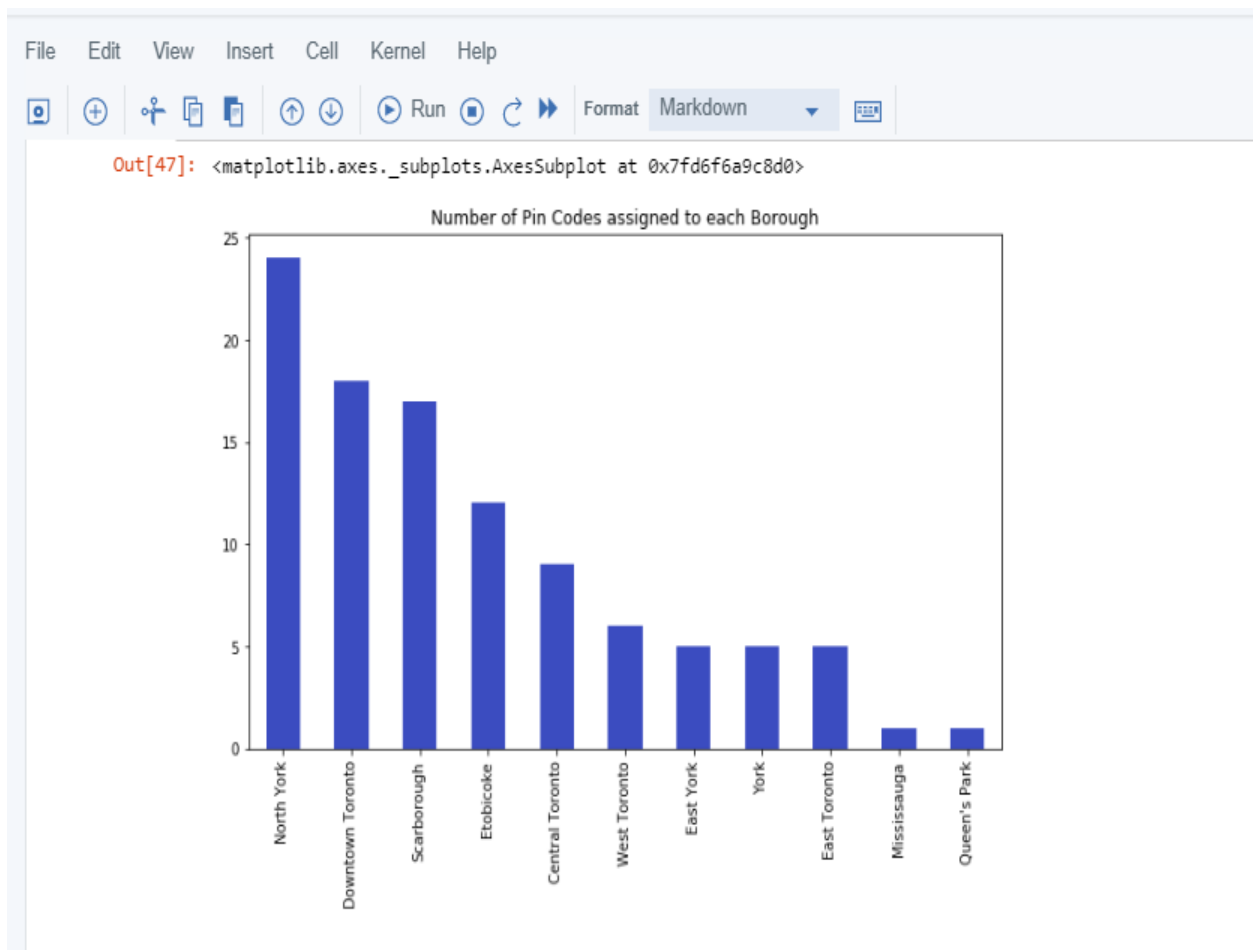 File Edit View Insert Cell Kernel Help
Run Format Markdown
Out[47]: <matplotlib.axes._subplots.AxesSubplot at 0x7fd6f6a9c8d0>
Number of Pin Codes assigned to each Borough
25
20
15
10
5
0
North York
Downtown Toronto
Scarborough
Etobicoke
Central Toronto
West Toronto
East York
York
East Toronto
Mississauga
Queen's Park